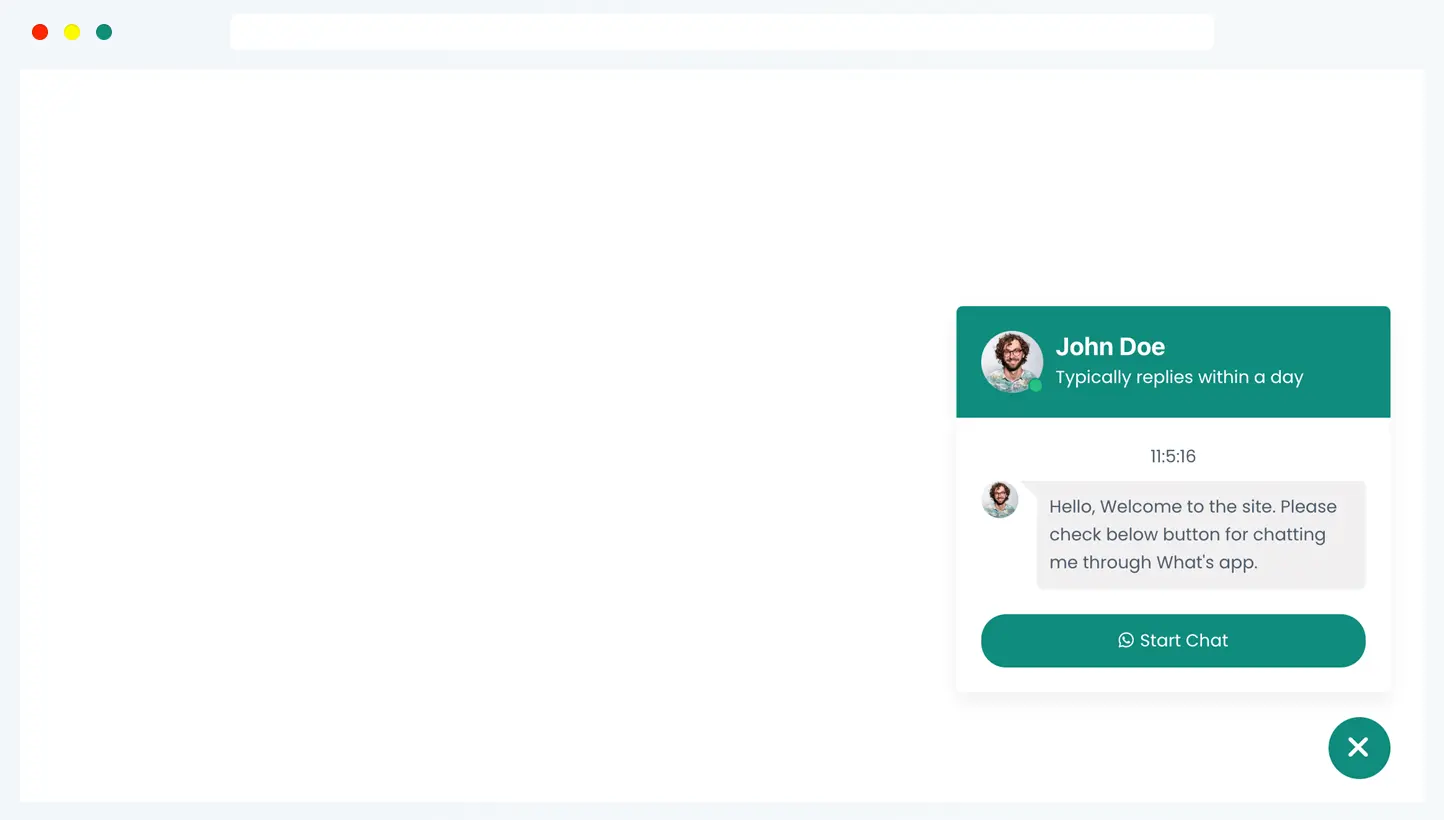 John Doe
Typically replies within a day
11:5:16
Hello, Welcome to the site. Please
check below button for chatting
me through What's app.
Start Chat